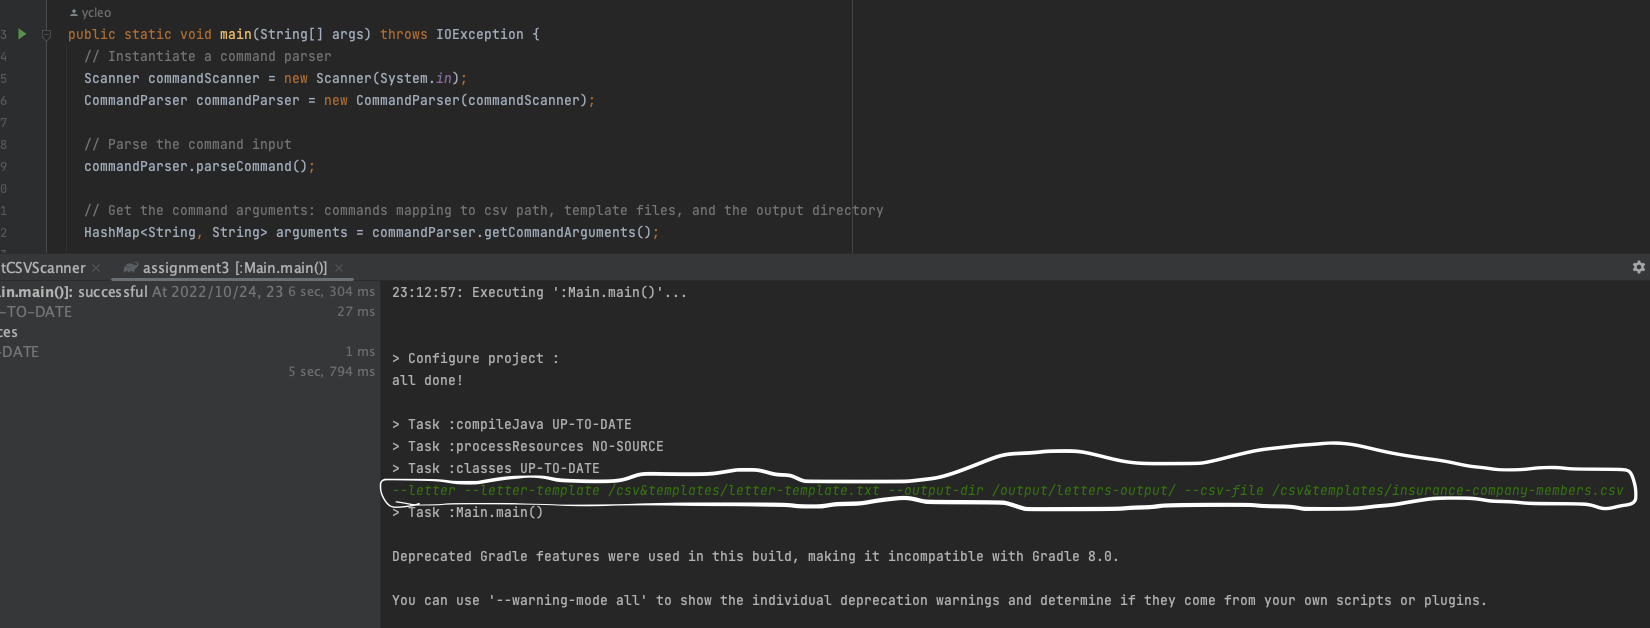 ycleo
3 public static void main(String[] args) throws IOException {
4 // Instantiate a command parser
5 Scanner commandScanner = new Scanner(System.in);
6 CommandParser commandParser = new CommandParser(commandScanner);
7
8 // Parse the command input
9 commandParser.parseCommand();
0
1 // Get the command arguments: commands mapping to csv path, template files, and the output directory
2 HashMap<String, String> arguments = commandParser.getCommandArguments();
tCSVScanner × assignment3 [:Main.main()] ×
in.main()]: successful At 2022/10/24, 23 6 sec, 304 ms
-TO-DATE 27 ms
ces
-DATE 1 ms
5 sec, 794 ms
23:12:57: Executing ':Main.main()'...
> Configure project :
all done!
> Task :compileJava UP-TO-DATE
> Task :processResources NO-SOURCE
> Task :classes UP-TO-DATE
--letter --letter-template /csv&templates/letter-template.txt --output-dir /output/letters-output/ --csv-file /csv&templates/insurance-company-members.csv
> Task :Main.main()
Deprecated Gradle features were used in this build, making it incompatible with Gradle 8.0.
You can use '--warning-mode all' to show the individual deprecation warnings and determine if they come from your own scripts or plugins.